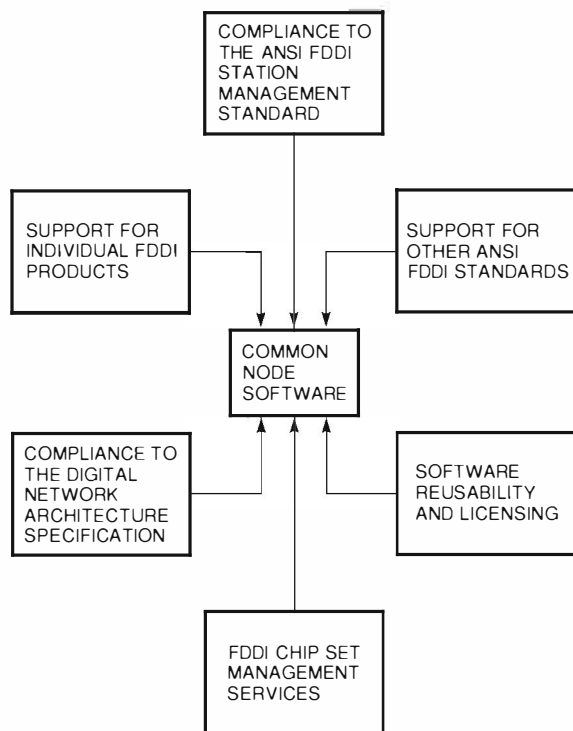 COMPLIANCE TO
THE ANSI FDDI
STATION
MANAGEMENT
STANDARD
SUPPORT FOR
INDIVIDUAL FDDI
PRODUCTS
SUPPORT FOR
OTHER ANSI
FDDI STANDARDS
COMMON
NODE
SOFTWARE
COMPLIANCE TO
THE DIGITAL
NETWORK
ARCHITECTURE
SPECIFICATION
SOFTWARE
REUSABILITY
AND LICENSING
FDDI CHIP SET
MANAGEMENT
SERVICES